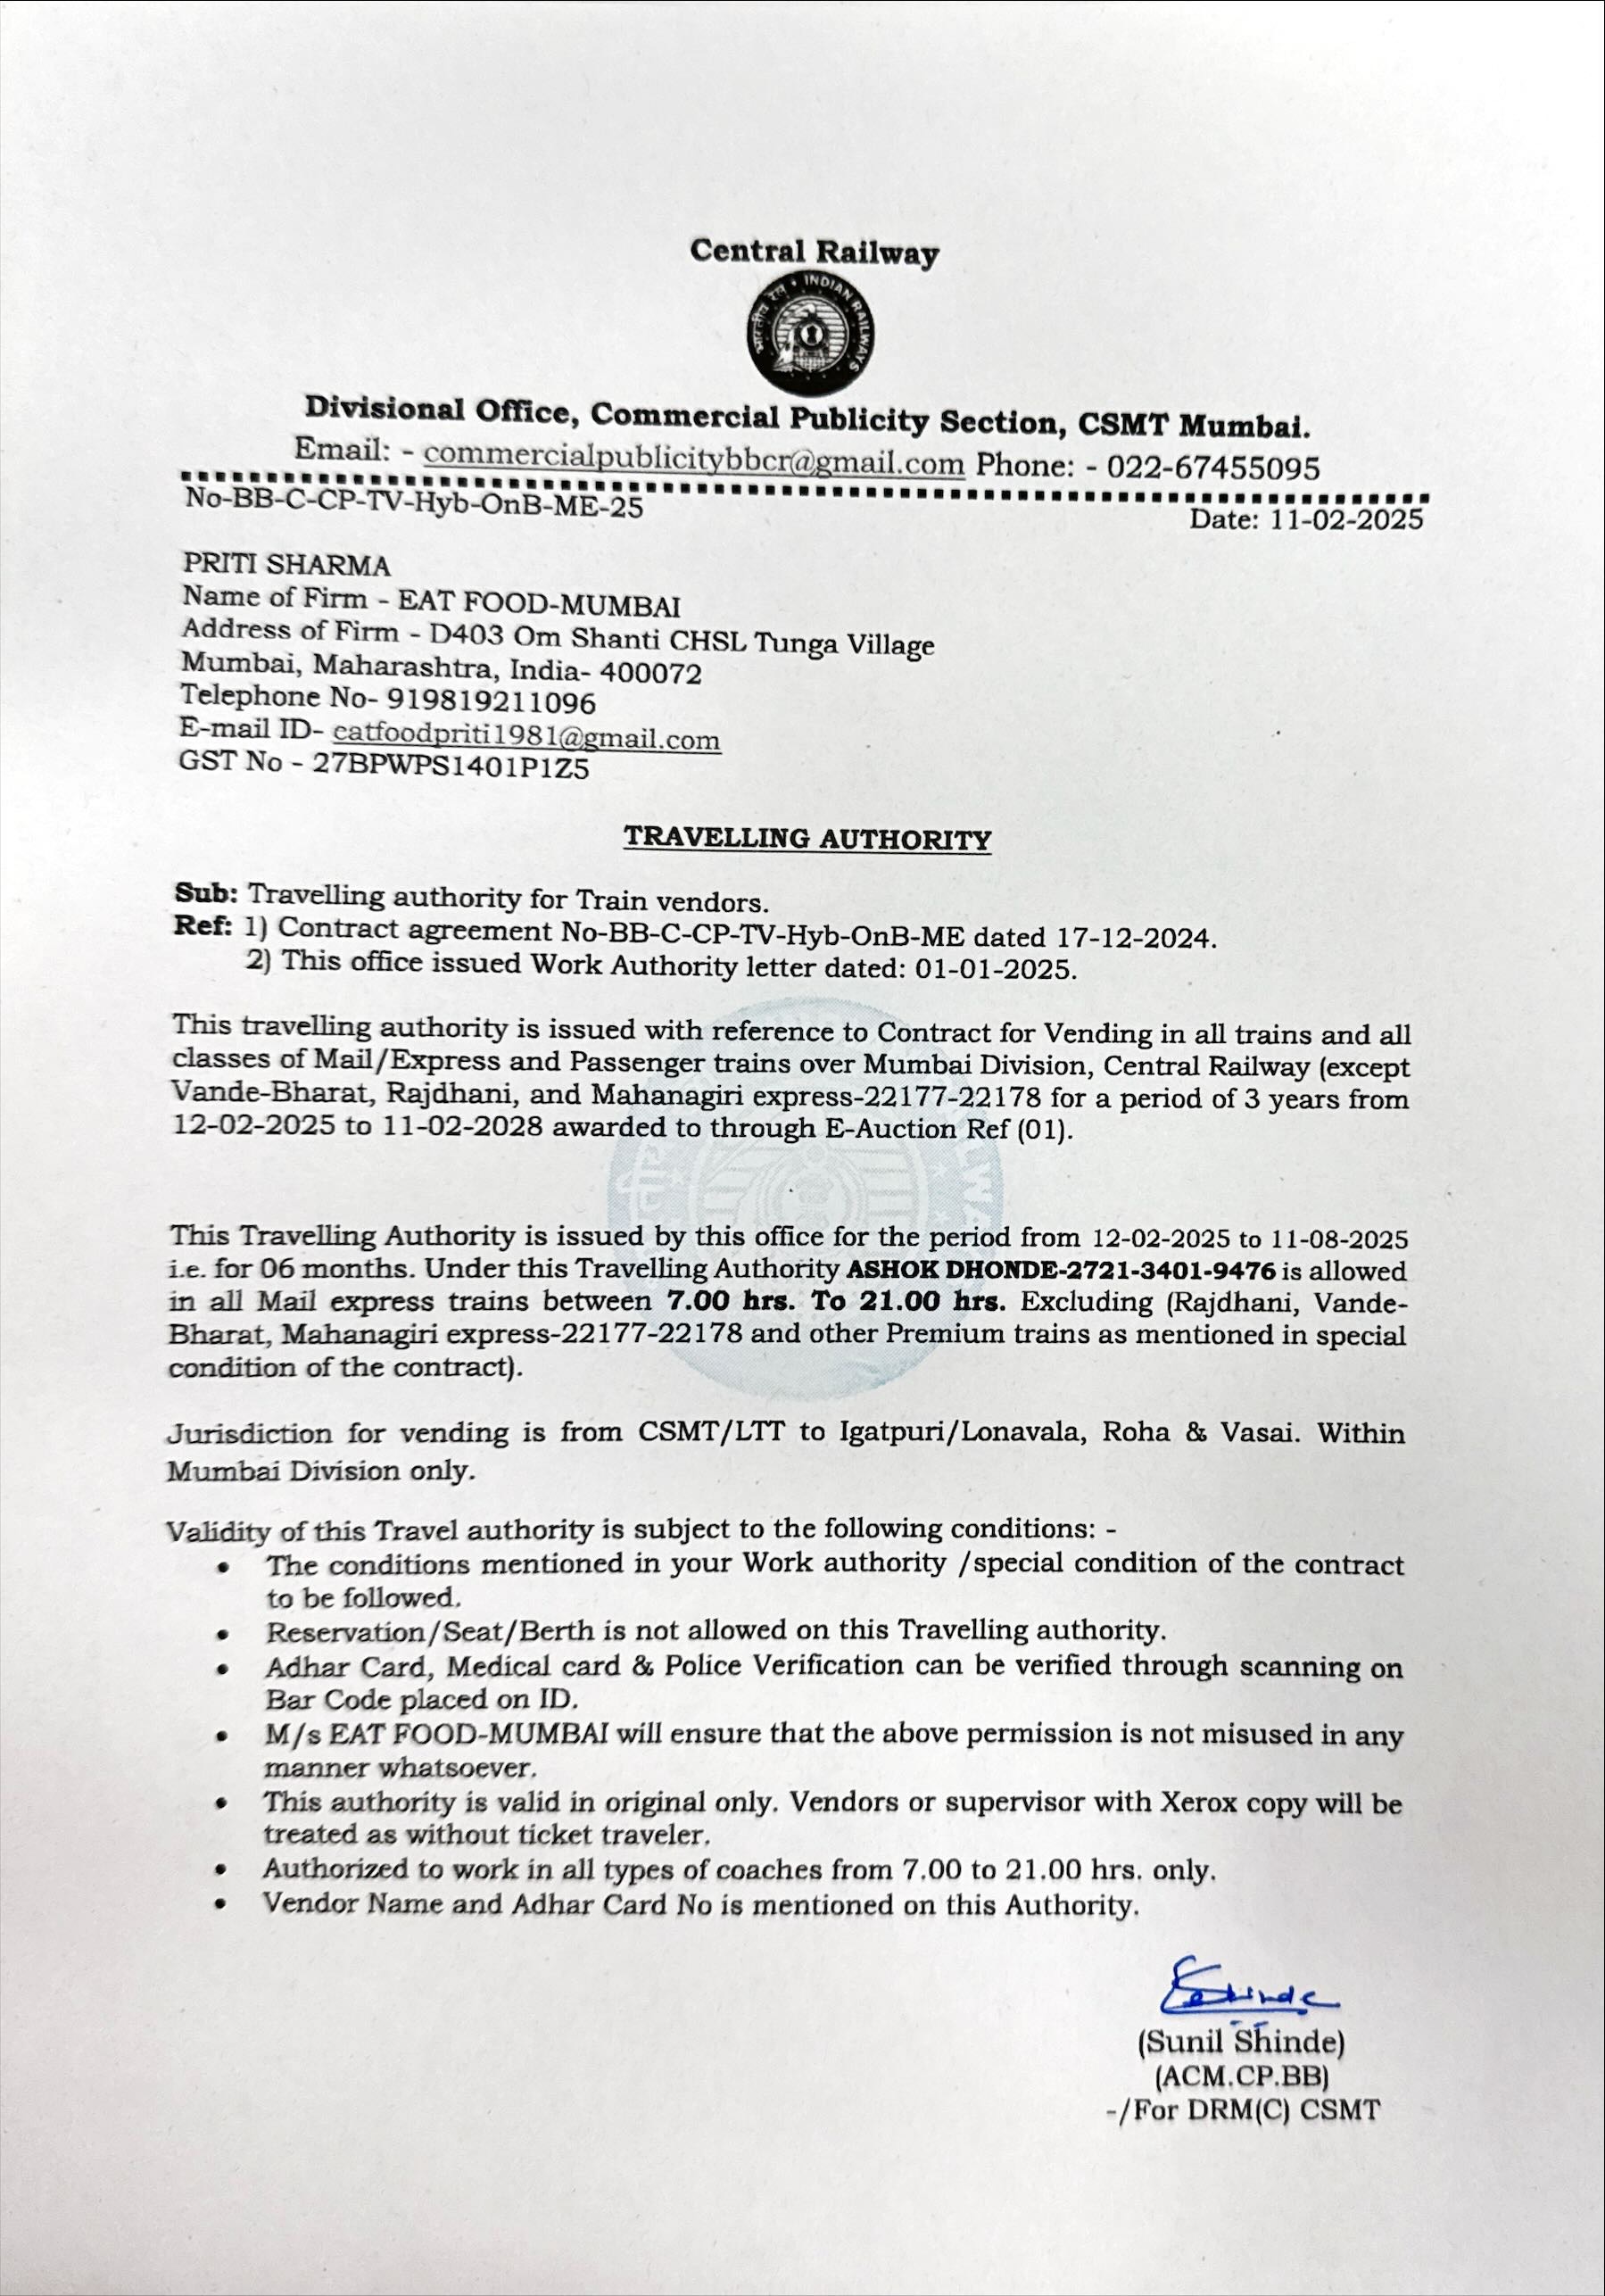 Central Railway
भारतीय रेल * INDIAN RAILWAYS
Divisional Office, Commercial Publicity Section, CSMT Mumbai.
Email: - commercialpublicitybbcr@gmail.com Phone: - 022-67455095
No-BB-C-CP-TV-Hyb-OnB-ME-25
Date: 11-02-2025
PRITI SHARMA
Name of Firm - EAT FOOD-MUMBAI
Address of Firm - D403 Om Shanti CHSL Tunga Village
Mumbai, Maharashtra, India- 400072
Telephone No- 919819211096
E-mail ID- eatfoodpriti1981@gmail.com
GST No - 27BPWPS1401P1Z5
TRAVELLING AUTHORITY
Sub: Travelling authority for Train vendors.
Ref: 1) Contract agreement No-BB-C-CP-TV-Hyb-OnB-ME dated 17-12-2024.
2) This office issued Work Authority letter dated: 01-01-2025.
This travelling authority is issued with reference to Contract for Vending in all trains and all
classes of Mail/Express and Passenger trains over Mumbai Division, Central Railway (except
Vande-Bharat, Rajdhani, and Mahanagiri express-22177-22178 for a period of 3 years from
12-02-2025 to 11-02-2028 awarded to through E-Auction Ref (01).
This Travelling Authority is issued by this office for the period from 12-02-2025 to 11-08-2025
i.e. for 06 months. Under this Travelling Authority ASHOK DHONDE-2721-3401-9476 is allowed
in all Mail express trains between 7.00 hrs. To 21.00 hrs. Excluding (Rajdhani, Vande-
Bharat, Mahanagiri express-22177-22178 and other Premium trains as mentioned in special
condition of the contract).
Jurisdiction for vending is from CSMT/LTT to Igatpuri/Lonavala, Roha & Vasai. Within
Mumbai Division only.
Validity of this Travel authority is subject to the following conditions: -
• The conditions mentioned in your Work authority /special condition of the contract
to be followed.
• Reservation/Seat/Berth is not allowed on this Travelling authority.
• Adhar Card, Medical card & Police Verification can be verified through scanning on
Bar Code placed on ID.
• M/s EAT FOOD-MUMBAI will ensure that the above permission is not misused in any
manner whatsoever.
• This authority is valid in original only. Vendors or supervisor with Xerox copy will be
treated as without ticket traveler.
• Authorized to work in all types of coaches from 7.00 to 21.00 hrs. only.
• Vendor Name and Adhar Card No is mentioned on this Authority.
Shinde
(Sunil Shinde)
(ACM.CP.BB)
-/For DRM(C) CSMT